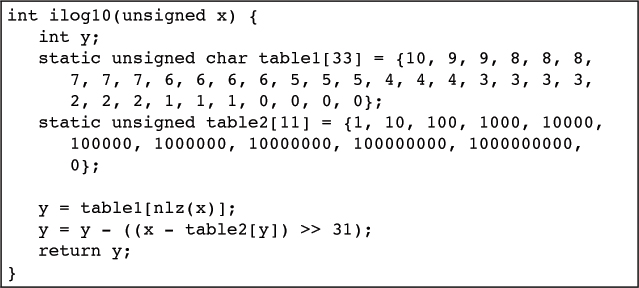 int ilog10(unsigned x) {
   int y;
   static unsigned char table1[33] = {10, 9, 9, 8, 8, 8,
      7, 7, 7, 6, 6, 6, 6, 5, 5, 5, 4, 4, 4, 3, 3, 3, 3,
      2, 2, 2, 1, 1, 1, 0, 0, 0, 0};
   static unsigned table2[11] = {1, 10, 100, 1000, 10000,
      100000, 1000000, 10000000, 100000000, 1000000000,
      0};

   y = table1[nlz(x)];
   y = y - ((x - table2[y]) >> 31);
   return y;
}